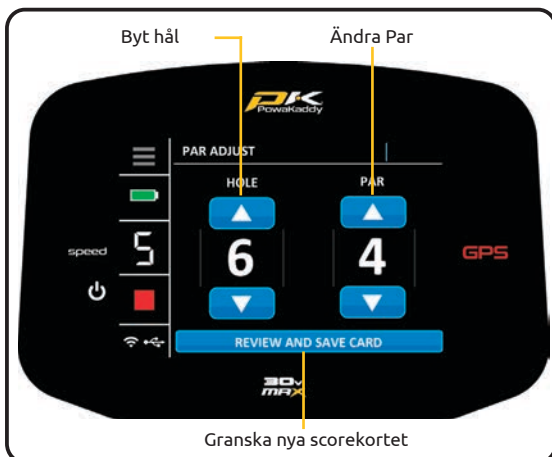 Byt hål Ändra Par
PK
PowaKaddy
PAR ADJUST
HOLE PAR
speed 5 6 4 GPS
REVIEW AND SAVE CARD
30v
MAX
Granska nya scorekortet